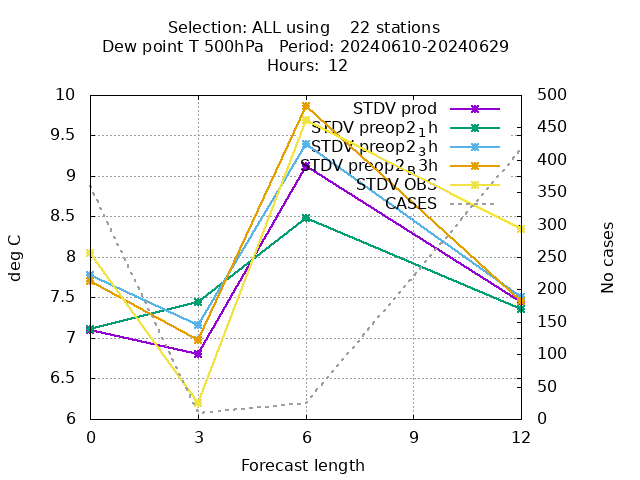 Selection: ALL using    22 stations
Dew point T 500hPa   Period: 20240610-20240629
Hours: 12
10
9.5
9
8.5
8
7.5
7
6.5
6
500
450
400
350
300
250
200
150
100
50
0
0
3
6
9
12
deg C
No cases
Forecast length
STDV prod
STDV preop2₁h
STDV preop2₃h
STDV preop2_B3h
STDV OBS
CASES